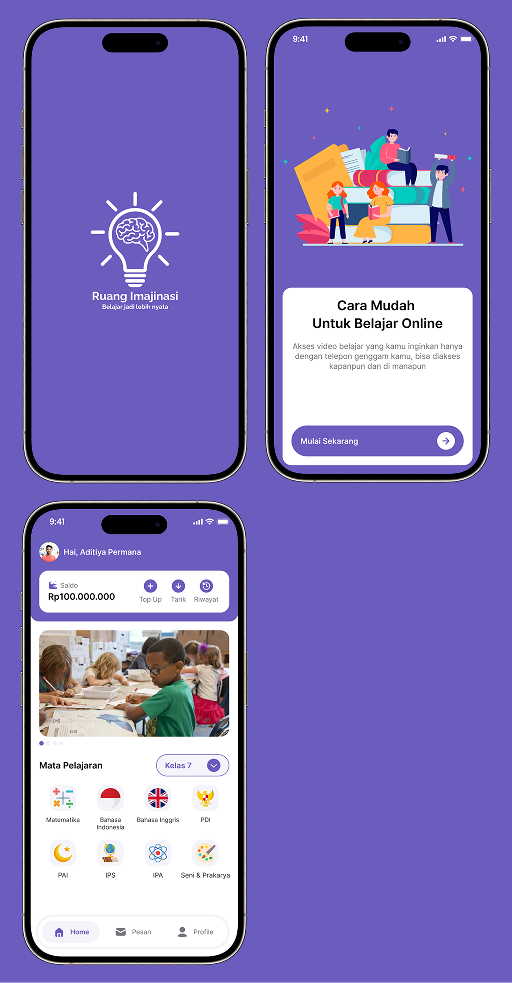 Ruang Imajinasi
Belajar jadi lebih nyata
9:41
Cara Mudah
Untuk Belajar Online
Akses video belajar yang kamu inginkan hanya
dengan telepon genggam kamu, bisa diakses
kapanpun dan di manapun
Mulai Sekarang
9:41
Hai, Aditiya Permana
Saldo
Rp100.000.000
Top Up
Tarik
Riwayat
Mata Pelajaran
Kelas 7
Matematika
Bahasa
Indonesia
Bahasa Inggris
PDI
PAI
IPS
IPA
Seni & Prakarya
Home
Pesan
Profile